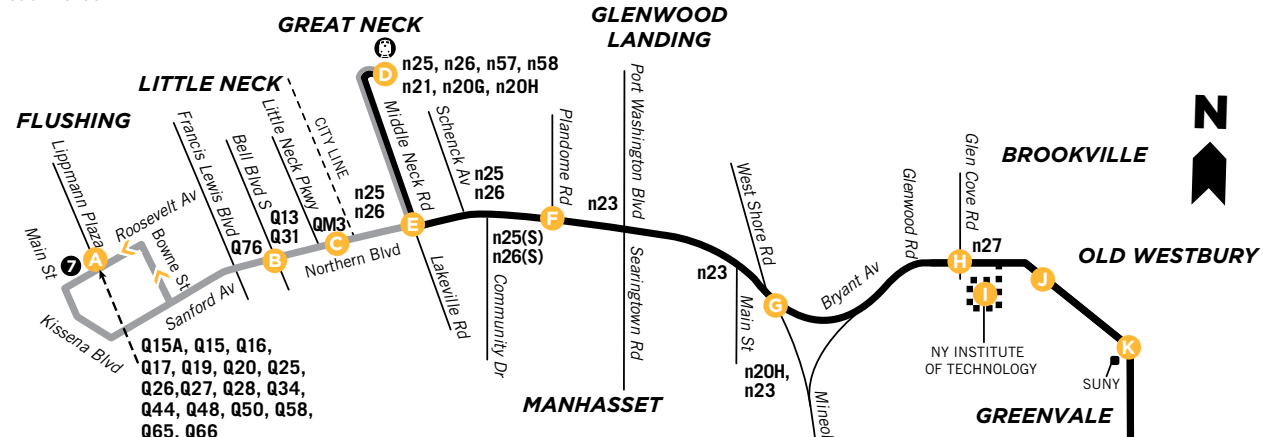 GREAT NECK
GLENWOOD
LANDING
n25, n26, n57, n58
n21, n20G, n20H
D
LITTLE NECK
FLUSHING
N
BROOKVILLE
OLD WESTBURY
Lippmann Plaza
Main St
Roosevelt Av
Bowne St
Kissena Blvd
Sanford Av
7
A
Francis Lewis Blvd
Bell Blvd S
Little Neck Pkwy
CITY LINE
Q76
Q13
Q31
B
QM3
C
Northern Blvd
n25
n26
Middle Neck Rd
E
Lakeville Rd
Schenck Av
n25
n26
n25(S)
n26(S)
Community Dr
Plandome Rd
F
n23
Port Washington Blvd
Searingtown Rd
n23
Main St
West Shore Rd
G
n20H,
n23
Bryant Av
Glenwood Rd
Glen Cove Rd
H
n27
I
J
K
NY INSTITUTE
OF TECHNOLOGY
SUNY
Q15A, Q15, Q16,
Q17, Q19, Q20, Q25,
Q26,Q27, Q28, Q34,
Q44, Q48, Q50, Q58,
Q65, Q66
MANHASSET
GREENVALE